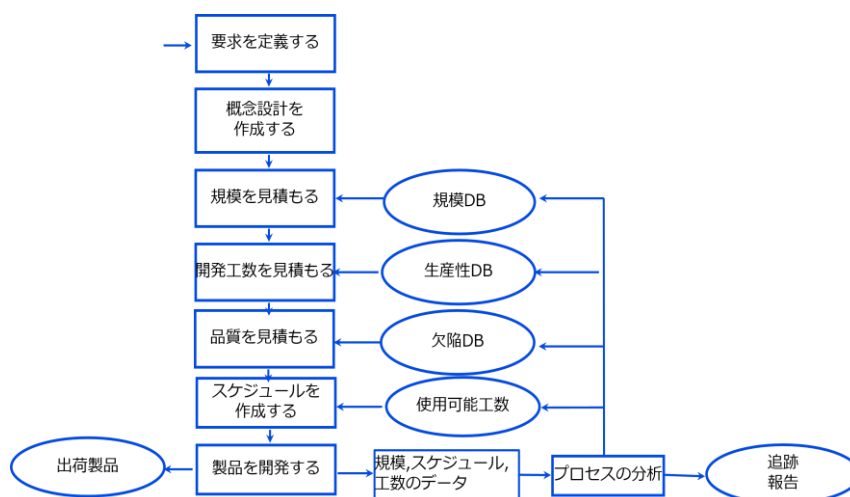 要求を定義する
概念設計を
作成する
規模を見積もる
規模DB
開発工数を見積もる
生産性DB
品質を見積もる
欠陥DB
スケジュールを
作成する
使用可能工数
出荷製品
製品を開発する
規模,スケジュール,
工数のデータ
プロセスの分析
追跡
報告